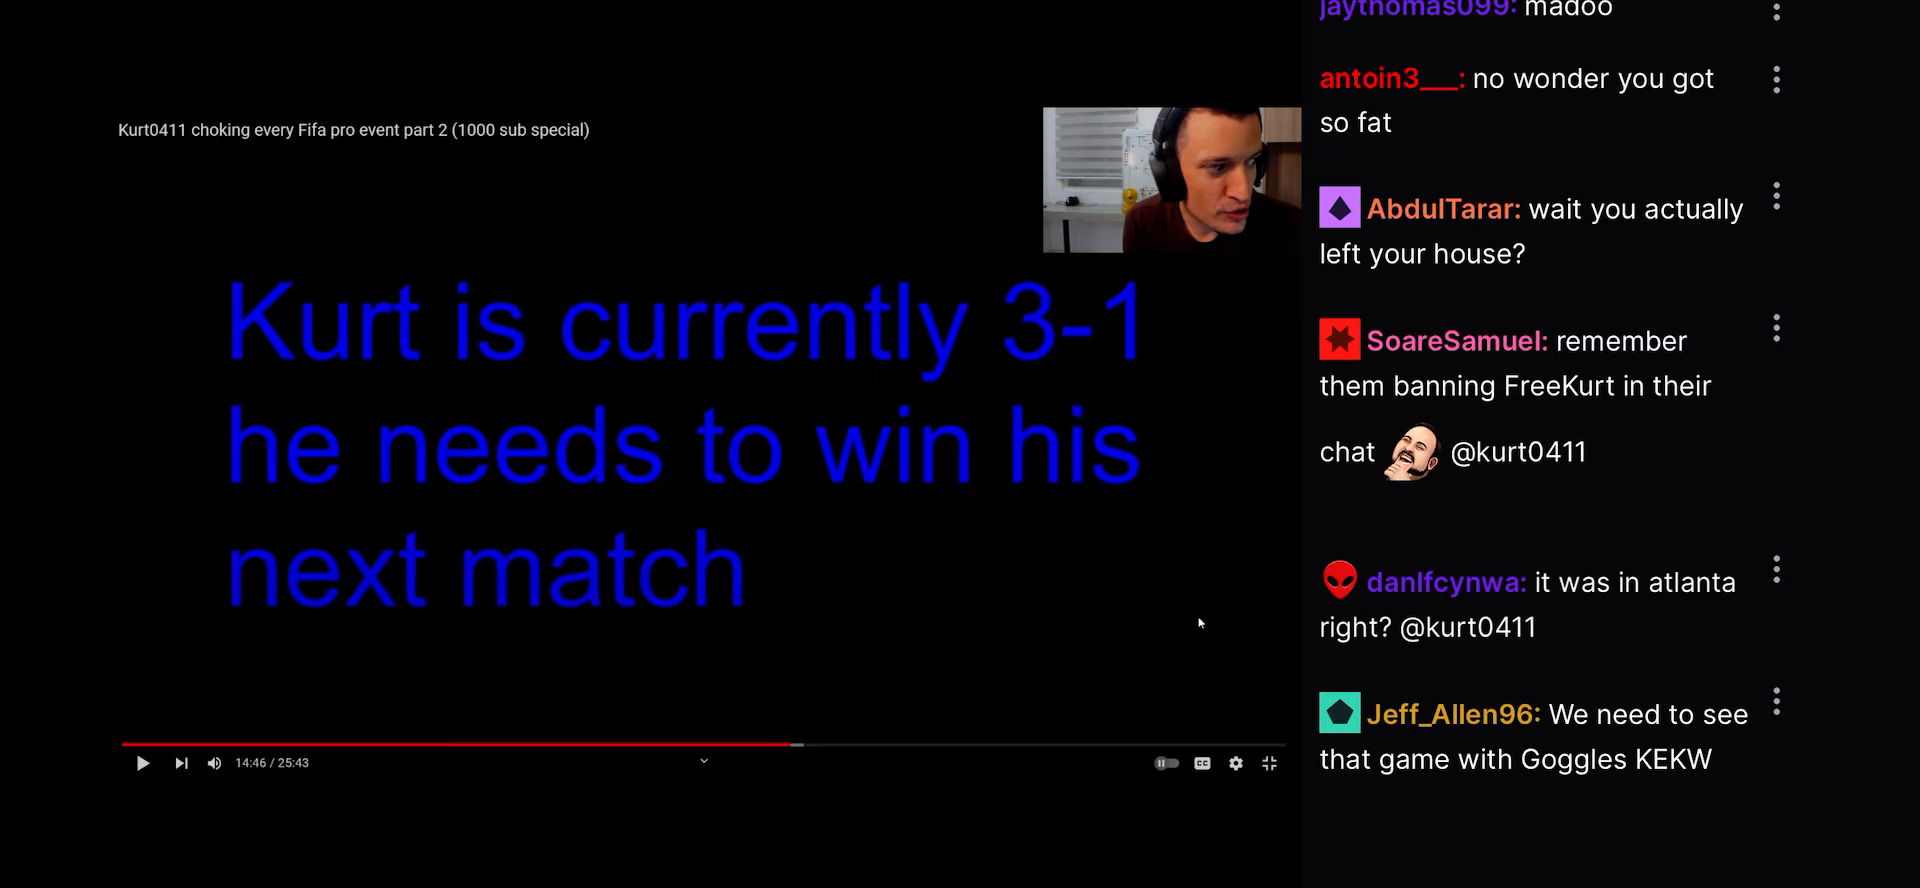 Kurt0411 choking every Fifa pro event part 2 (1000 sub special)
Kurt is currently 3-1
he needs to win his
next match
14:46 / 25:43
CC
jaythomas099: madoo
antoin3___: no wonder you got
so fat
AbdulTarar: wait you actually
left your house?
SoareSamuel: remember
them banning FreeKurt in their
chat @kurt0411
danlfcynwa: it was in atlanta
right? @kurt0411
Jeff_Allen96: We need to see
that game with Goggles KEKW